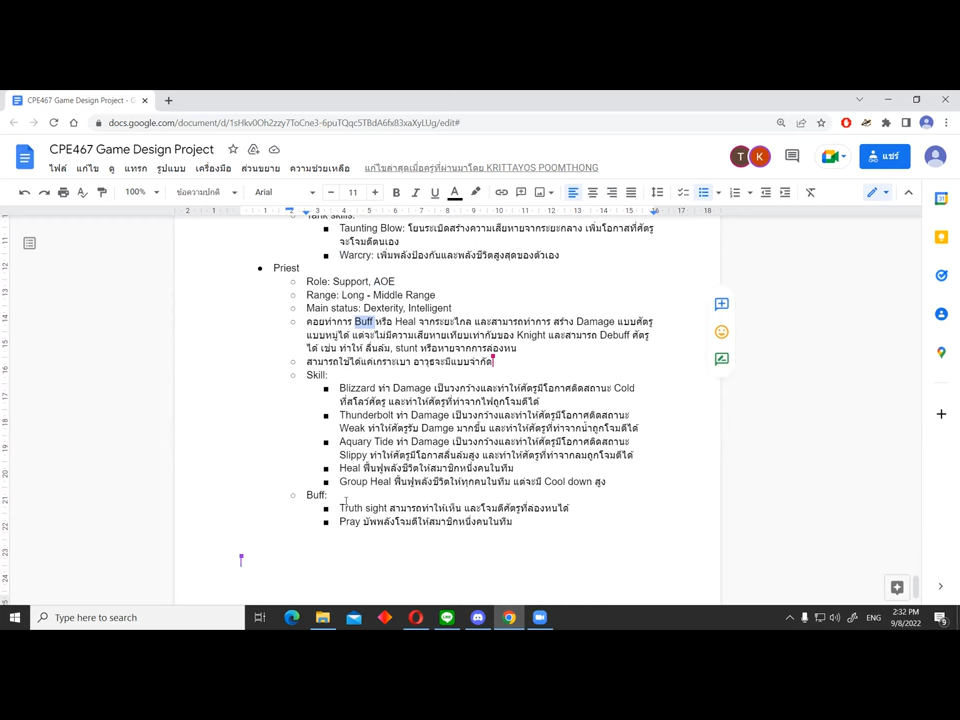 CPE467 Game Design Project - G
docs.google.com/document/d/1sHkv0Oh2zzy7ToCne3-6puTQqc5TBdA6fx83xaXyLUg/edit#
CPE467 Game Design Project
ไฟล์ แก้ไข ดู แทรก รูปแบบ เครื่องมือ ส่วนขยาย ความช่วยเหลือ แก้ไขล่าสุดเมื่อครู่ที่ผ่านมาโดย KRITTAYOS POOMTHONG
T K แชร์
100% ข้อความปกติ Arial 11 B I U A
2 1 1 2 3 4 5 6 7 8 9 10 11 12 13 14 15 16 17 18
Tank skills:
Taunting Blow: โยนระเบิดสร้างความเสียหายจากระยะกลาง เพิ่มโอกาสที่ศัตรู
จะโจมตีตนเอง
Warcry: เพิ่มพลังป้องกันและพลังชีวิตสูงสุดของตัวเอง
Priest
Role: Support, AOE
Range: Long - Middle Range
Main status: Dexterity, Intelligent
คอยทำการ Buff หรือ Heal จากระยะไกล และสามารถทำการ สร้าง Damage แบบศัตรู
แบบหมู่ได้ แต่จะไม่มีความเสียหายเทียบเท่ากับของ Knight และสามารถ Debuff ศัตรู
ได้ เช่น ทำให้ ลื่นล้ม, stunt หรือหายจากการล่องหน
สามารถใช้ได้แค่เกราะเบา อาวุธจะมีแบบจำกัด
Skill:
Blizzard ทำ Damage เป็นวงกว้างและทำให้ศัตรูมีโอกาศติดสถานะ Cold
ที่สโลว์ศัตรู และทำให้ศัตรูที่ทำจากไฟถูกโจมตีได้
Thunderbolt ทำ Damage เป็นวงกว้างและทำให้ศัตรูมีโอกาศติดสถานะ
Weak ทำให้ศัตรูรับ Damge มากขึ้น และทำให้ศัตรูที่ทำจากน้ำถูกโจมตีได้
Aquary Tide ทำ Damage เป็นวงกว้างและทำให้ศัตรูมีโอกาศติดสถานะ
Slippy ทำให้ศัตรูมีโอกาสลื่นล้มสูง และทำให้ศัตรูที่ทำจากลมถูกโจมตีได้
Heal ฟื้นฟูพลังชีวิตให้สมาชิกหนึ่งคนในทีม
Group Heal ฟื้นฟูพลังชีวิตให้ทุกคนในทีม แต่จะมี Cool down สูง
Buff:
Truth sight สามารถทำให้เห็น และโจมตีศัตรูที่ล่องหนได้
Pray บัพพลังโจมตีให้สมาชิกหนึ่งคนในทีม
Type here to search
ENG
2:32 PM
9/8/2022